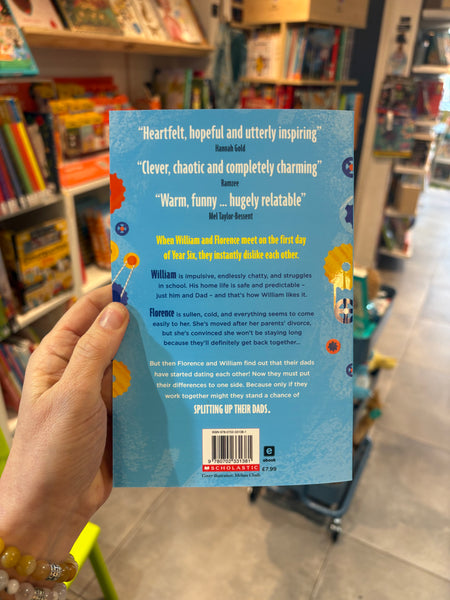 “Heartfelt, hopeful and utterly inspiring”
Hannah Gold
“Clever, chaotic and completely charming”
Ramzee
“Warm, funny ... hugely relatable”
Mel Taylor-Bessent
When William and Florence meet on the first day
of Year Six, they instantly dislike each other.
William is impulsive, endlessly chatty, and struggles
in school. His home life is safe and predictable –
just him and Dad – and that’s how William likes it.
Florence is sullen, cold, and everything seems to come
easily to her. She’s moved after her parents’ divorce,
but she’s convinced she won’t be staying long
because they’ll definitely get back together...
But then Florence and William find out that their dads
have started dating each other! Now they must put
their differences to one side. Because only if they
work together might they stand a chance of
SPLITTING UP THEIR DADS.
9 780702 331381
SCHOLASTIC
e
ebook
£7.99